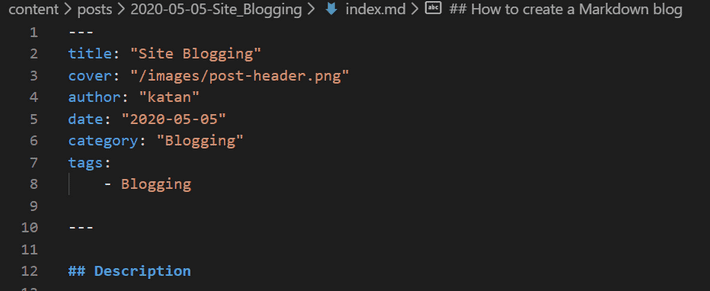 content > posts > 2020-05-05-Site_Blogging > index.md > abc ## How to create a Markdown blog
1 ---
2 title: "Site Blogging"
3 cover: "/images/post-header.png"
4 author: "katan"
5 date: "2020-05-05"
6 category: "Blogging"
7 tags:
8 - Blogging
9
10 ---
11
12 ## Description